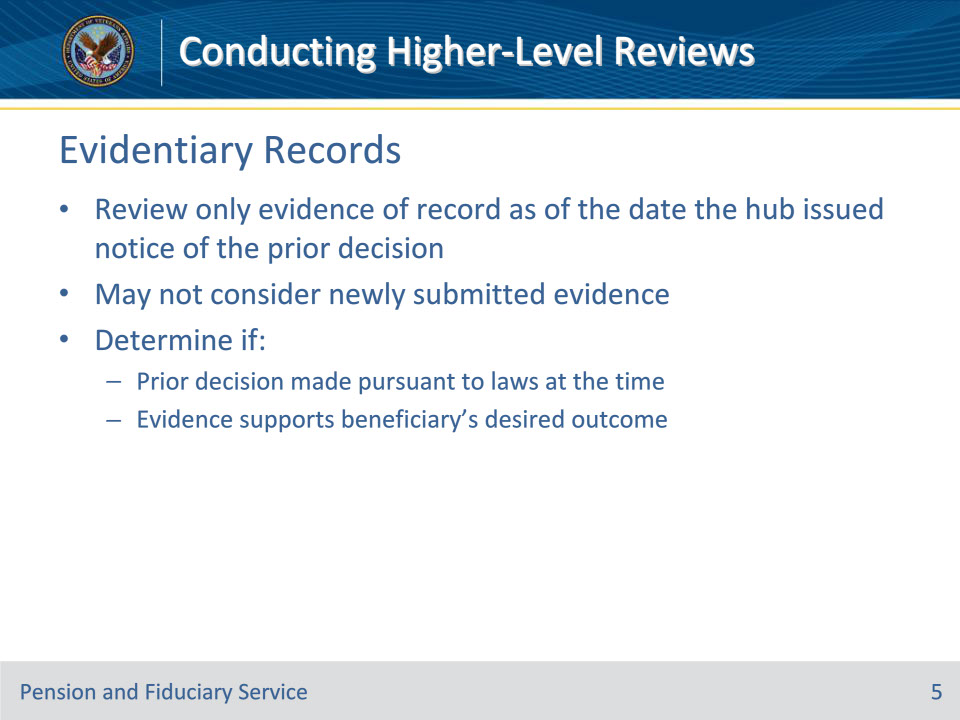 Conducting Higher-Level Reviews
Evidentiary Records
• Review only evidence of record as of the date the hub issued
notice of the prior decision
• May not consider newly submitted evidence
• Determine if:
– Prior decision made pursuant to laws at the time
– Evidence supports beneficiary’s desired outcome
Pension and Fiduciary Service
5